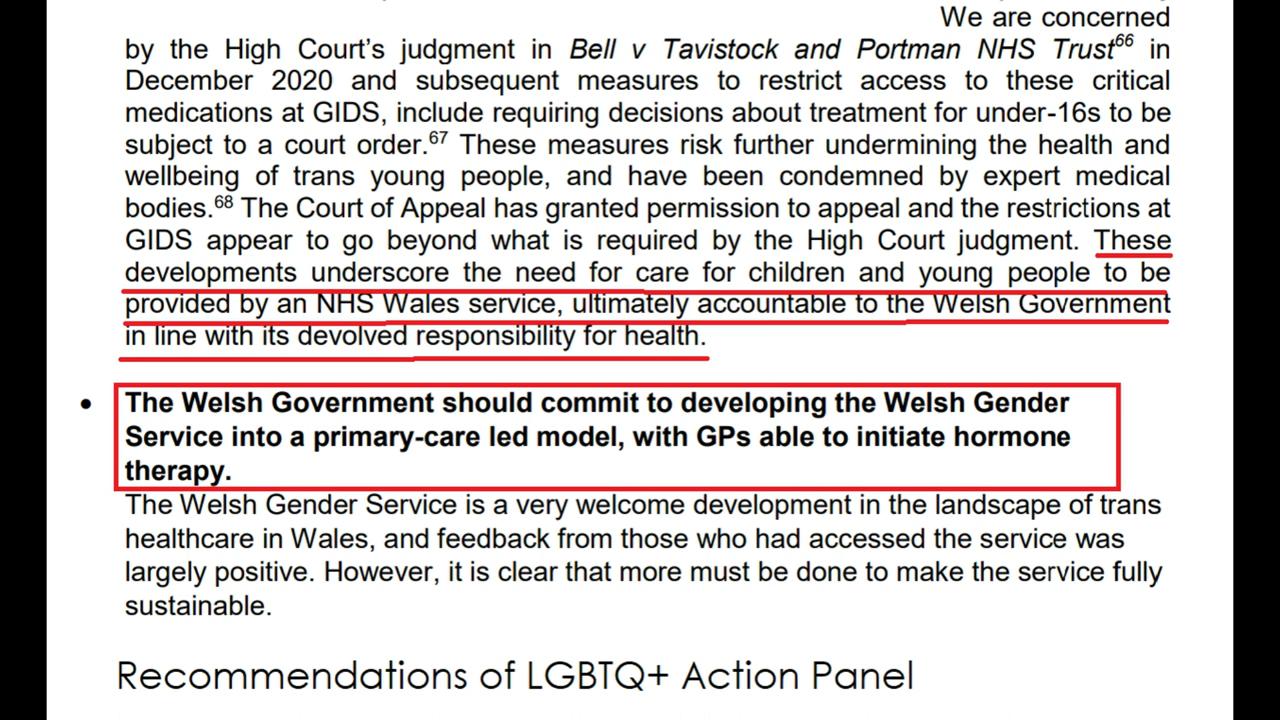 We are concerned
by the High Court's judgment in Bell v Tavistock and Portman NHS Trust66 in
December 2020 and subsequent measures to restrict access to these critical
medications at GIDS, include requiring decisions about treatment for under-16s to be
subject to a court order.67 These measures risk further undermining the health and
wellbeing of trans young people, and have been condemned by expert medical
bodies.68 The Court of Appeal has granted permission to appeal and the restrictions at
GIDS appear to go beyond what is required by the High Court judgment. These
developments underscore the need for care for children and young people to be
provided by an NHS Wales service, ultimately accountable to the Welsh Government
in line with its devolved responsibility for health.
• The Welsh Government should commit to developing the Welsh Gender
Service into a primary-care led model, with GPs able to initiate hormone
therapy.
The Welsh Gender Service is a very welcome development in the landscape of trans
healthcare in Wales, and feedback from those who had accessed the service was
largely positive. However, it is clear that more must be done to make the service fully
sustainable.
Recommendations of LGBTQ+ Action Panel